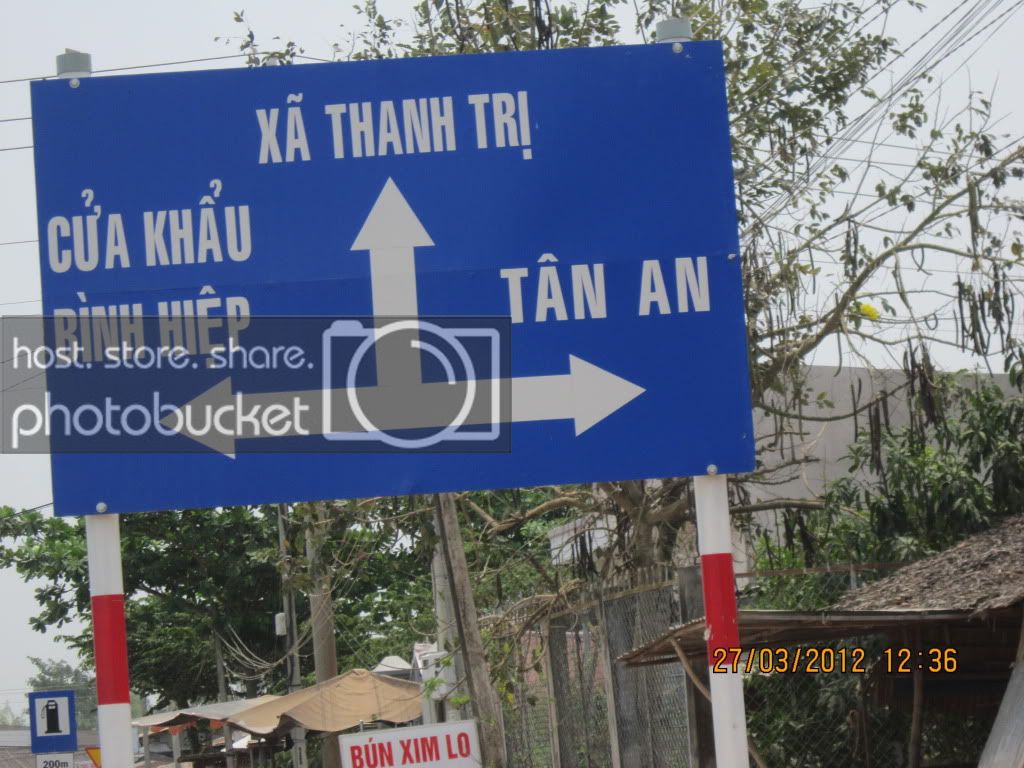 XÃ THANH TRỊ
CỬA KHẨU
BÌNH HIỆP
TÂN AN
host. store. share.
photobucket
27/03/2012 12:36
200m
BÚN XIM LO